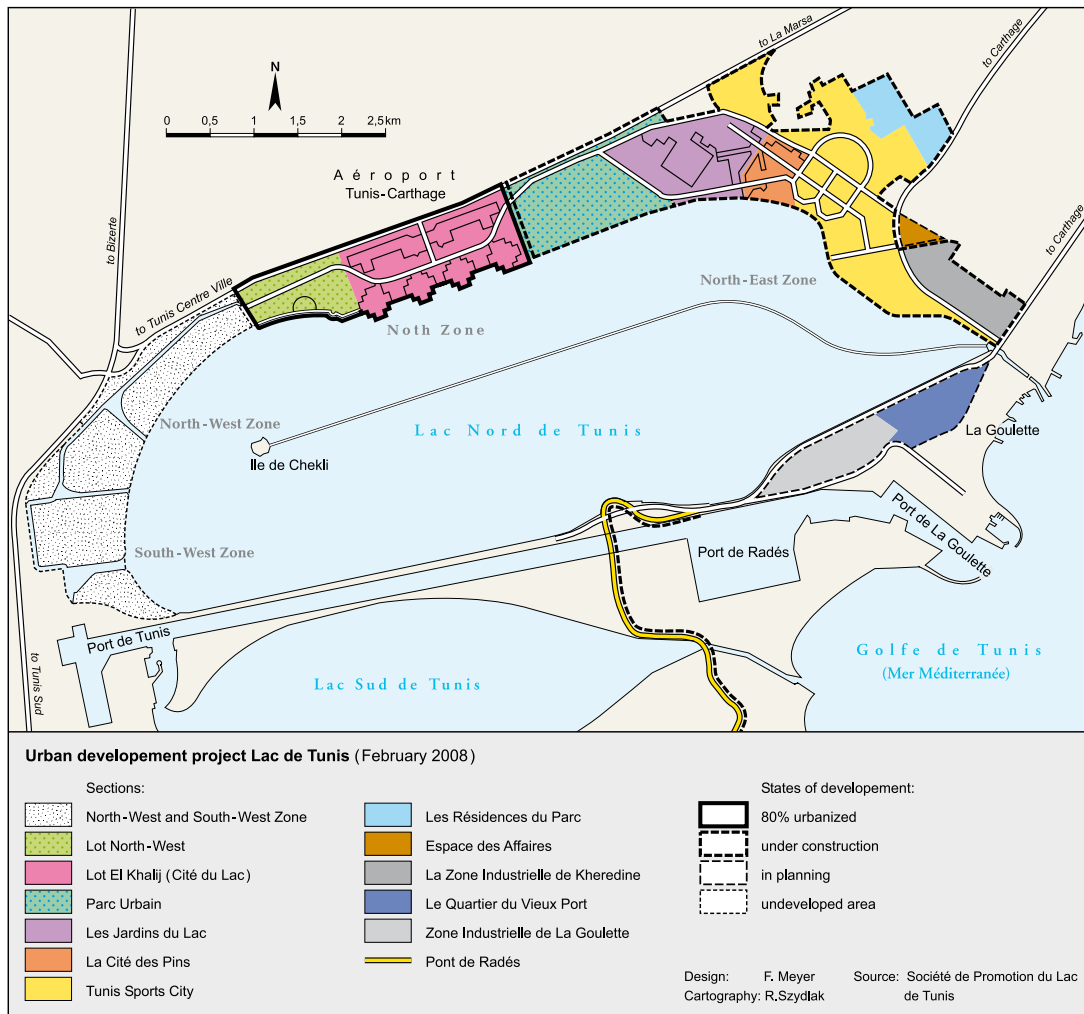 to La Marsa
to Carthage
N
0 0,5 1 1,5 2 2,5 km
Aéroport
Tunis-Carthage
to Bizerte
to Carthage
North-East Zone
to Tunis Centre Ville
Noth Zone
North-West Zone
Lac Nord de Tunis
La Goulette
Ile de Chekli
Port de La Goulette
South-West Zone
Port de Radés
Port de Tunis
to Tunis Sud
Golfe de Tunis
(Mer Méditerranée)
Lac Sud de Tunis
Urban developement project Lac de Tunis (February 2008)
Sections:
North-West and South-West Zone
Lot North-West
Lot El Khalij (Cité du Lac)
Parc Urbain
Les Jardins du Lac
La Cité des Pins
Tunis Sports City
Les Résidences du Parc
Espace des Affaires
La Zone Industrielle de Kheredine
Le Quartier du Vieux Port
Zone Industrielle de La Goulette
Pont de Radés
States of developement:
80% urbanized
under construction
in planning
undeveloped area
Design: F. Meyer
Cartography: R.Szydlak
Source: Société de Promotion du Lac
de Tunis